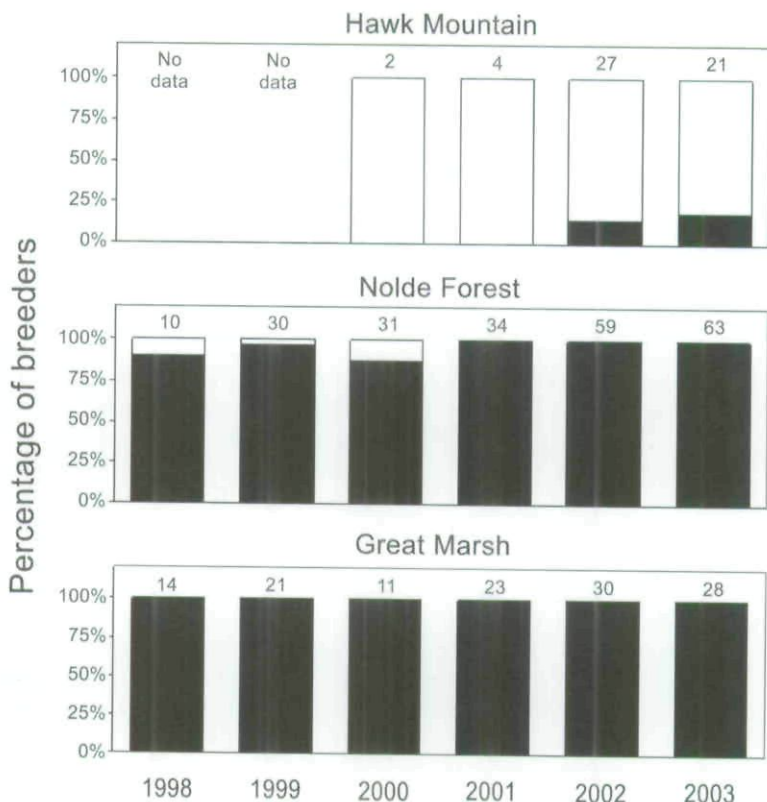 Hawk Mountain
No data No data 2 4 27 21
100%
75%
50%
25%
0%
Nolde Forest
10 30 31 34 59 63
100%
75%
50%
25%
0%
Great Marsh
14 21 11 23 30 28
100%
75%
50%
25%
0%
1998 1999 2000 2001 2002 2003
Percentage of breeders